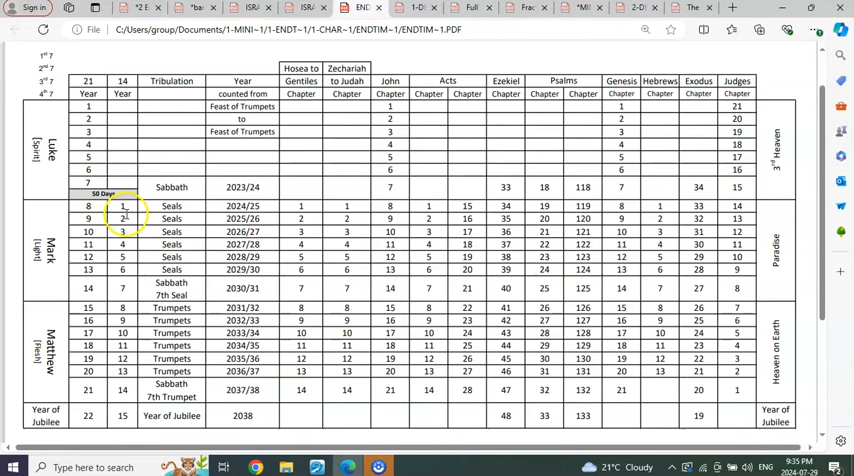 Sign in
*2 E
*ba
ISRA
ISRA
END
1-DE
Full
Frac
*MI
2-DE
The
File C:/Users/group/Documents/1-MINI~1/1-ENDT~1/1-CHAR~1/ENDTIM~1/ENDTIM~1.PDF
1st 7
2nd 7 Hosea to Zechariah
3rd 7 21 14 Tribulation Year Gentiles to Judah John Acts Ezekiel Psalms Genesis Hebrews Exodus Judges
4th 7 Year Year counted from Chapter Chapter Chapter Chapter Chapter Chapter Chapter Chapter Chapter Chapter Chapter Chapter
Luke
[Spirit]
1 Feast of Trumpets 1 1 21
2 to 2 2 20
3 Feast of Trumpets 3 3 19
4 4 4 18
5 5 5 17
6 6 6 16
7 Sabbath 2023/24 7 33 18 118 7 34 15
50 Days
3rd Heaven
Mark
[Light]
8 1 Seals 2024/25 1 1 8 1 15 34 19 119 8 1 33 14
9 2 Seals 2025/26 2 2 9 2 16 35 20 120 9 2 32 13
10 3 Seals 2026/27 3 3 10 3 17 36 21 121 10 3 31 12
11 4 Seals 2027/28 4 4 11 4 18 37 22 122 11 4 30 11
12 5 Seals 2028/29 5 5 12 5 19 38 23 123 12 5 29 10
13 6 Seals 2029/30 6 6 13 6 20 39 24 124 13 6 28 9
14 7 Sabbath 2030/31 7 7 14 7 21 40 25 125 14 7 27 8
7th Seal
Paradise
Matthew
[Flesh]
15 8 Trumpets 2031/32 8 8 15 8 22 41 26 126 15 8 26 7
16 9 Trumpets 2032/33 9 9 16 9 23 42 27 127 16 9 25 6
17 10 Trumpets 2033/34 10 10 17 10 24 43 28 128 17 10 24 5
18 11 Trumpets 2034/35 11 11 18 11 25 44 29 129 18 11 23 4
19 12 Trumpets 2035/36 12 12 19 12 26 45 30 130 19 12 22 3
20 13 Trumpets 2036/37 13 13 20 13 27 46 31 131 20 13 21 2
21 14 Sabbath 2037/38 14 14 21 14 28 47 32 132 21 20 1
7th Trumpet
Heaven on Earth
Year of 22 15 Year of Jubilee 2038 48 33 133 19 Year of
Jubilee Jubilee
Type here to search
21°C Cloudy
ENG
9:35 PM
2024-07-29